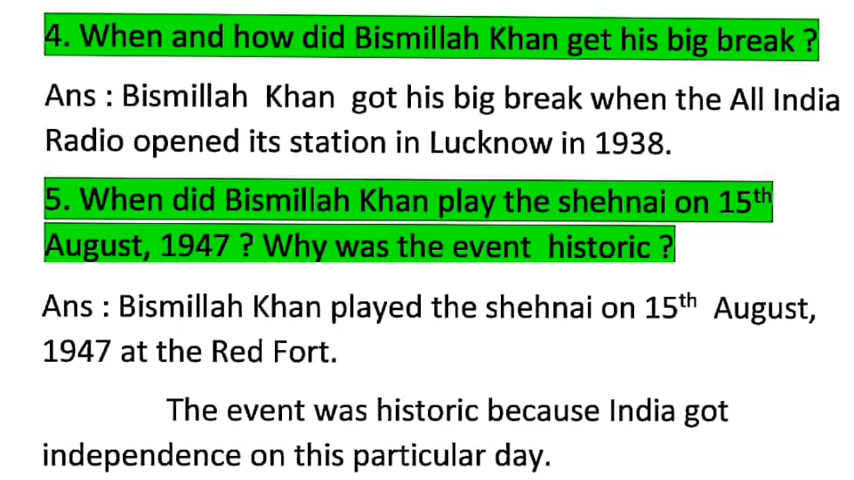 4. When and how did Bismillah Khan get his big break ?
Ans : Bismillah Khan got his big break when the All India
Radio opened its station in Lucknow in 1938.
5. When did Bismillah Khan play the shehnai on 15th
August, 1947 ? Why was the event historic ?
Ans : Bismillah Khan played the shehnai on 15th August,
1947 at the Red Fort.
The event was historic because India got
independence on this particular day.